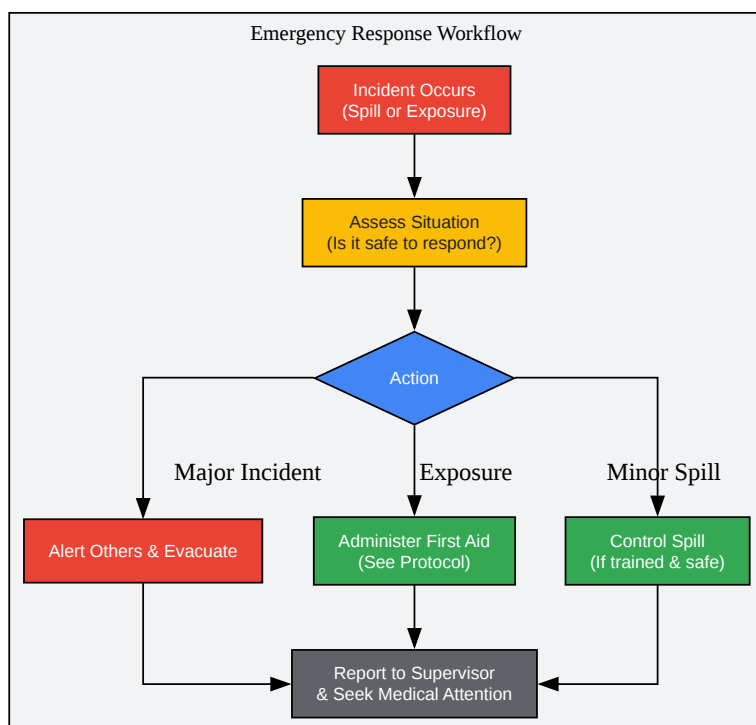 Emergency Response Workflow
Incident Occurs
(Spill or Exposure)
Assess Situation
(Is it safe to respond?)
Action
Major Incident
Exposure
Minor Spill
Alert Others & Evacuate
Administer First Aid
(See Protocol)
Control Spill
(If trained & safe)
Report to Supervisor
& Seek Medical Attention